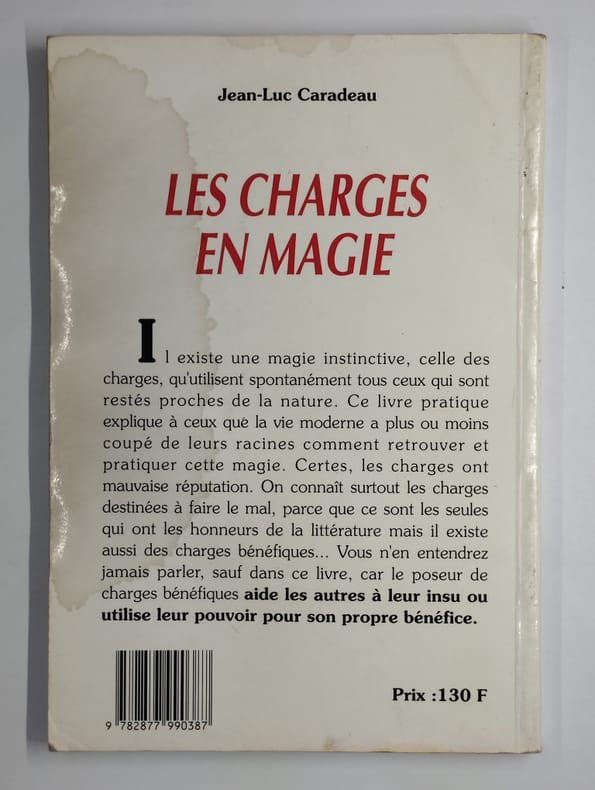 Jean-Luc Caradeau
LES CHARGES
EN MAGIE
Il existe une magie instinctive, celle des
charges, qu'utilisent spontanément tous ceux qui sont
restés proches de la nature. Ce livre pratique
explique à ceux que la vie moderne a plus ou moins
coupé de leurs racines comment retrouver et
pratiquer cette magie. Certes, les charges ont
mauvaise réputation. On connaît surtout les charges
destinées à faire le mal, parce que ce sont les seules
qui ont les honneurs de la littérature mais il existe
aussi des charges bénéfiques... Vous n'en entendrez
jamais parler, sauf dans ce livre, car le poseur de
charges bénéfiques aide les autres à leur insu ou
utilise leur pouvoir pour son propre bénéfice.
Prix :130 F
9 782877 990387